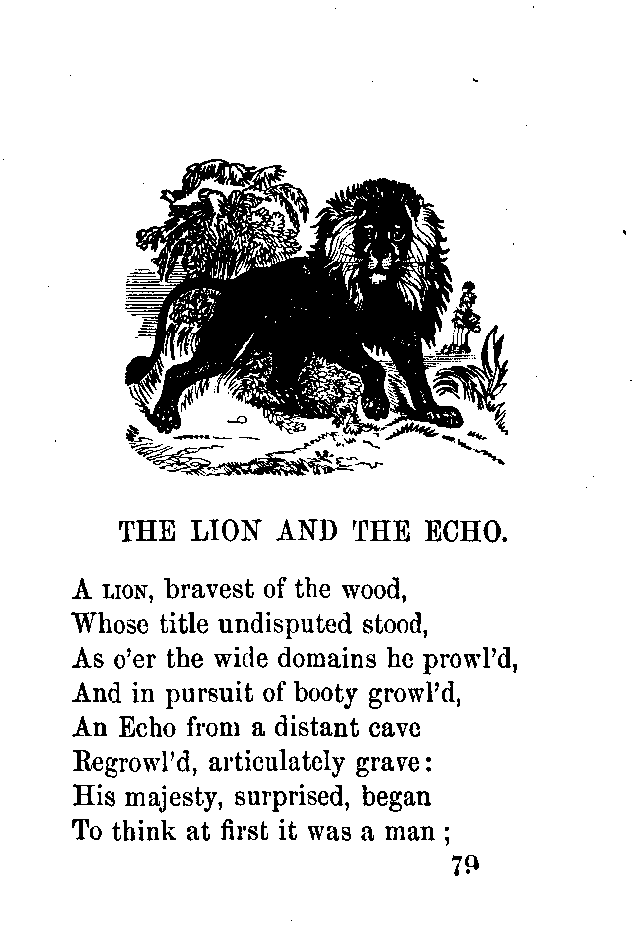 THE LION AND THE ECHO.
A LION, bravest of the wood,
Whose title undisputed stood,
As o'er the wide domains he prowl'd,
And in pursuit of booty growl'd,
An Echo from a distant cave
Regrowl'd, articulately grave:
His majesty, surprised, began
To think at first it was a man ;
79